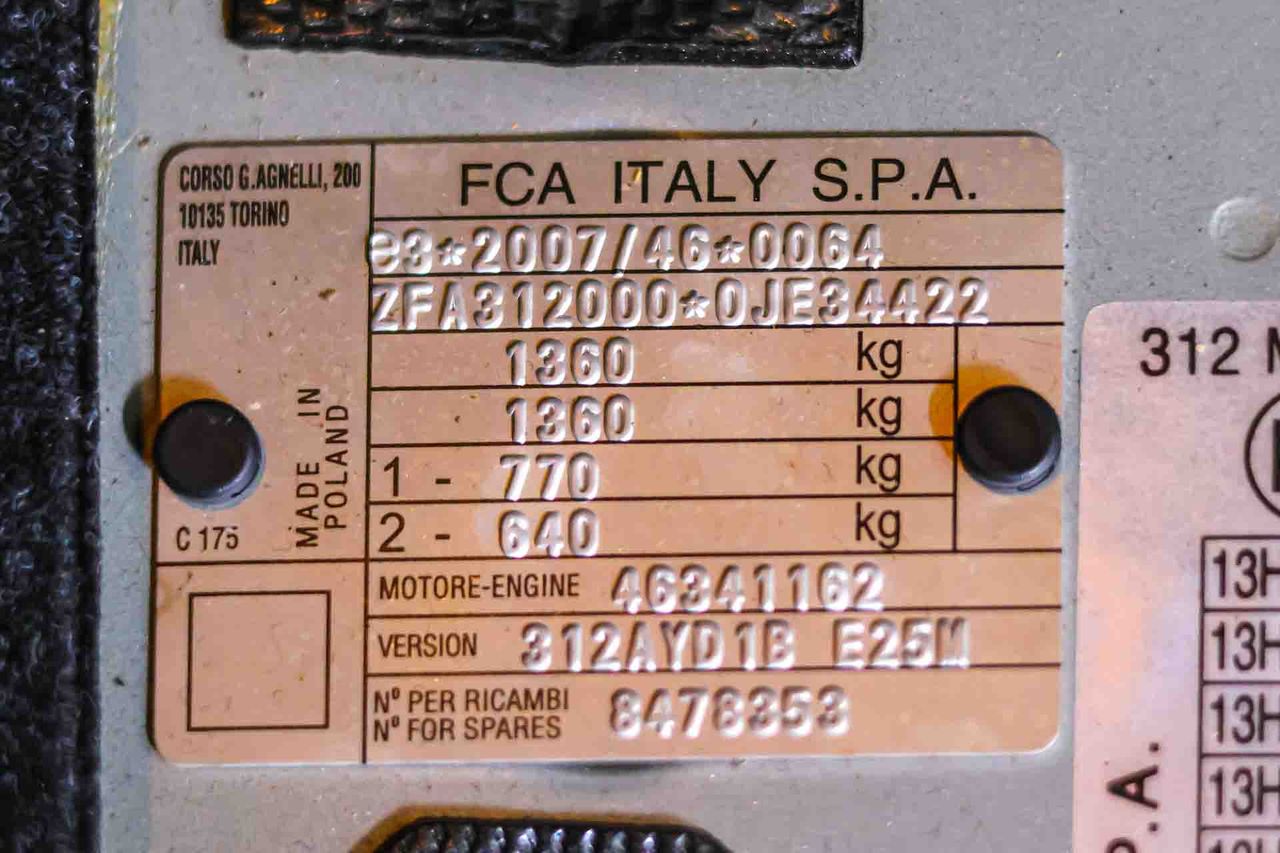 CORSO G.AGNELLI, 200
10135 TORINO
ITALY
MADE IN
POLAND
C 175
FCA ITALY S.P.A.
e3*2007/46*0064
ZFA312000*0JE34422
1360 kg
1360 kg
1 - 770 kg
2 - 640 kg
MOTORE-ENGINE 46341162
VERSION 312AYD1B E25M
Nº PER RICAMBI
Nº FOR SPARES 8478353
312
P.A.
13H
13H
13H
13H